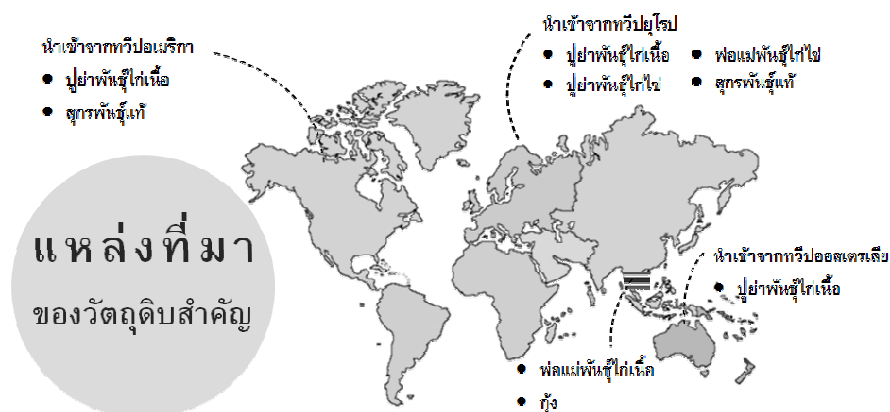 นำเข้าจากทวีปอเมริกา
● ปู่ย่าพันธุ์ไก่เนื้อ
● สุกรพันธุ์แท้
นำเข้าจากทวีปยุโรป
● ปู่ย่าพันธุ์ไก่เนื้อ ● พ่อแม่พันธุ์ไก่ไข่
● ปู่ย่าพันธุ์ไก่ไข่ ● สุกรพันธุ์แท้
แหล่งที่มา
ของวัตถุดิบสำคัญ
นำเข้าจากทวีปออสเตรเลีย
● ปู่ย่าพันธุ์ไก่เนื้อ
● พ่อแม่พันธุ์ไก่เนื้อ
● กุ้ง